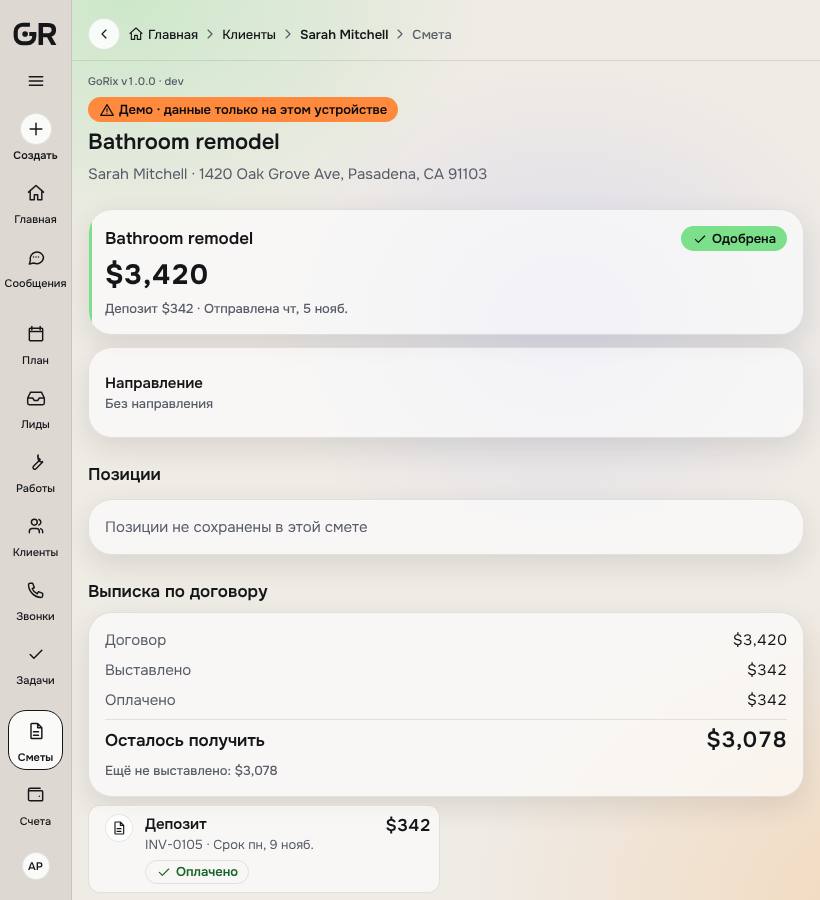 GR
Создать
Главная
Сообщения
План
Лиды
Работы
Клиенты
Звонки
Задачи
Сметы
Счета
AP
Главная > Клиенты > Sarah Mitchell > Смета
GoRix v1.0.0 · dev
Демо · данные только на этом устройстве
Bathroom remodel
Sarah Mitchell · 1420 Oak Grove Ave, Pasadena, CA 91103
Bathroom remodel Одобрена
$3,420
Депозит $342 · Отправлена чт, 5 нояб.
Направление
Без направления
Позиции
Позиции не сохранены в этой смете
Выписка по договору
Договор $3,420
Выставлено $342
Оплачено $342
Осталось получить $3,078
Ещё не выставлено: $3,078
Депозит $342
INV-0105 · Срок пн, 9 нояб.
Оплачено